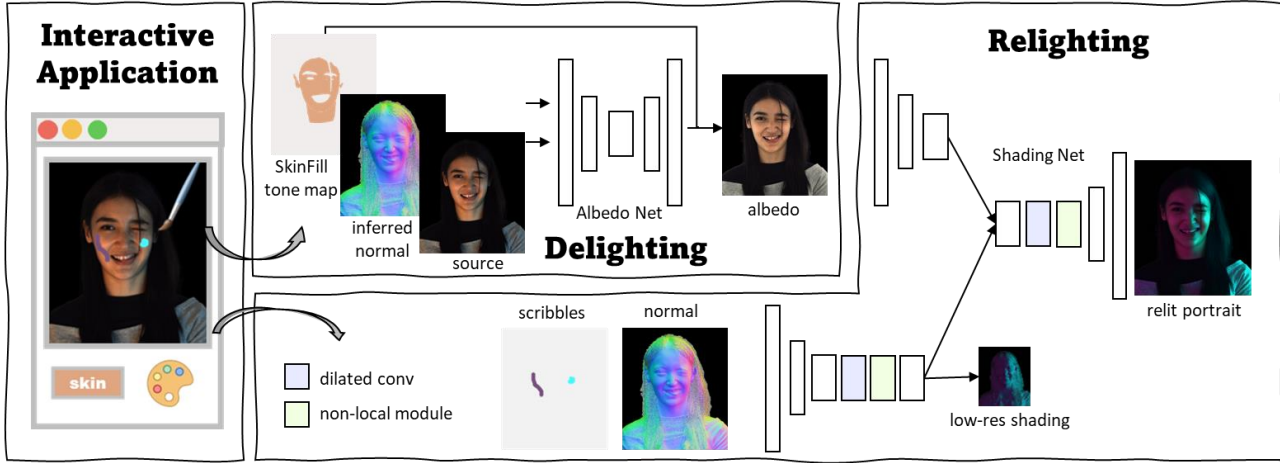 Interactive
Application
skin
SkinFill
tone map
inferred
normal
source
Albedo Net
albedo
Delighting
Relighting
Shading Net
relit portrait
scribbles
normal
dilated conv
non-local module
low-res shading